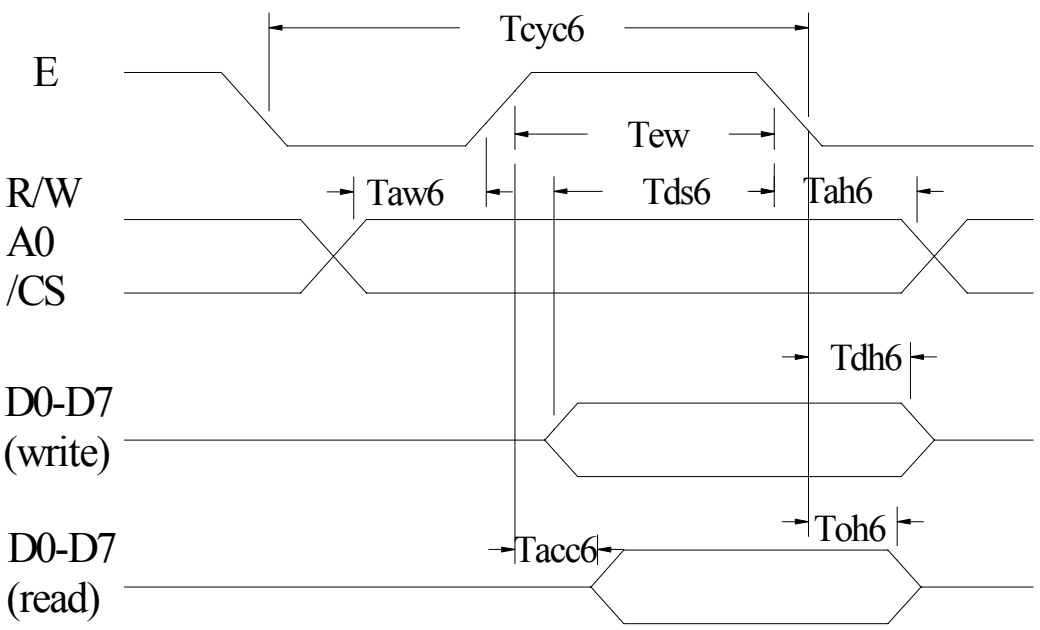 Tcyc6
E
Tew
R/W
Taw6
Tds6
Tah6
A0
/CS
Tdh6
D0-D7
(write)
Toh6
D0-D7
Tacc6
(read)